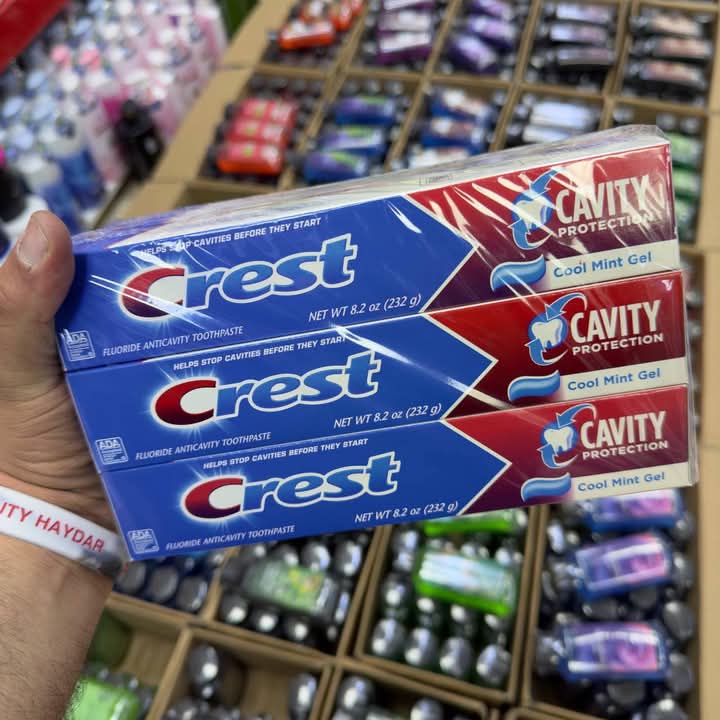 HELPS STOP CAVITIES BEFORE THEY START
Crest
NET WT 8.2 oz (232 g)
ADA
FLUORIDE ANTICAVITY TOOTHPASTE
CAVITY
PROTECTION
Cool Mint Gel
HELPS STOP CAVITIES BEFORE THEY START
Crest
NET WT 8.2 oz (232 g)
ADA
FLUORIDE ANTICAVITY TOOTHPASTE
CAVITY
PROTECTION
Cool Mint Gel
HELPS STOP CAVITIES BEFORE THEY START
Crest
NET WT 8.2 oz (232 g)
ADA
FLUORIDE ANTICAVITY TOOTHPASTE
CAVITY
PROTECTION
Cool Mint Gel
UTY HAYDAR